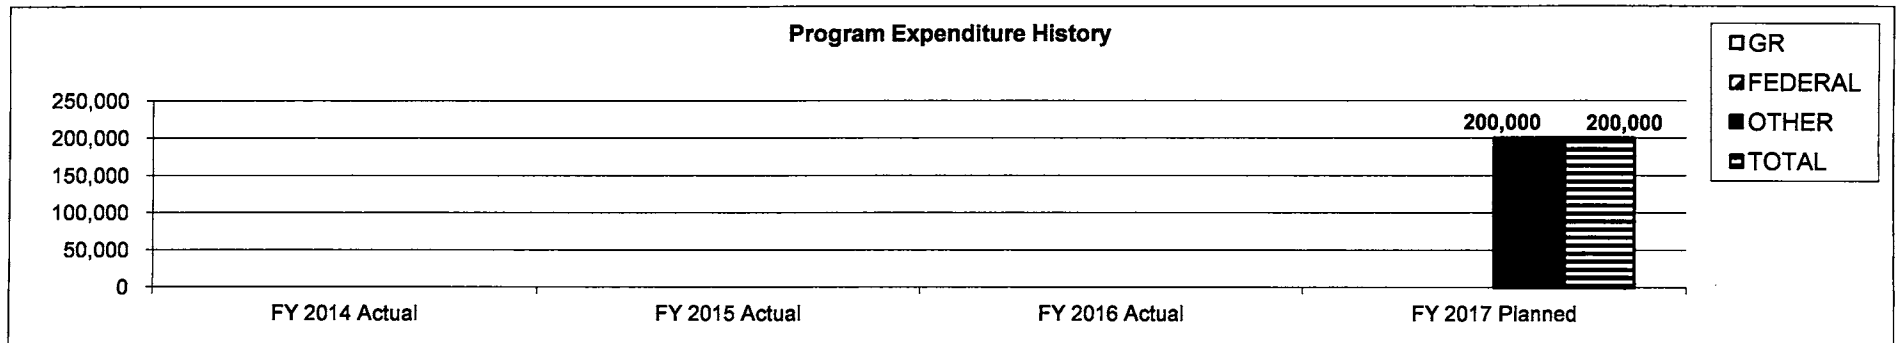 Program Expenditure History
GR
FEDERAL
OTHER
TOTAL
250,000
200,000
150,000
100,000
50,000
0
200,000 200,000
FY 2014 Actual FY 2015 Actual FY 2016 Actual FY 2017 Planned